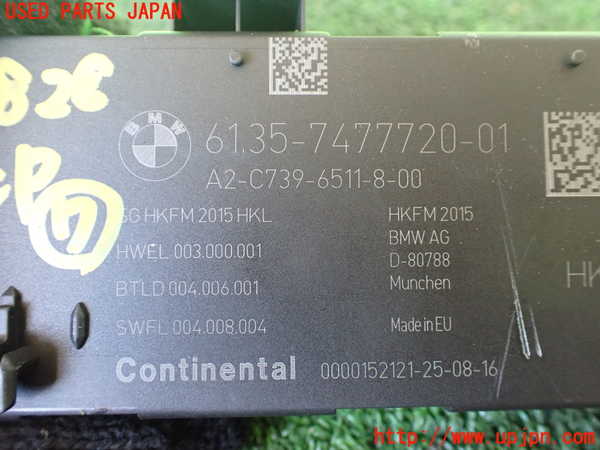 USED PARTS JAPAN
BMW
61.35-7477720-01
A2-C739-6511-8-00
SG HKFM 2015 HKL
HWEL 003.000.001
BTLD 004.006.001
SWFL 004.008.004
HKFM 2015
BMW AG
D-80788
Munchen
Made in EU
HK
Continental 0000152121-25-08-16
http://www.upjpn.com